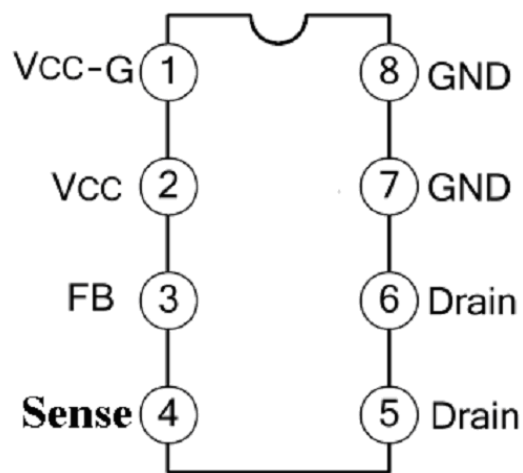 VCC-G 1 8 GND
VCC 2 7 GND
FB 3 6 Drain
Sense 4 5 Drain